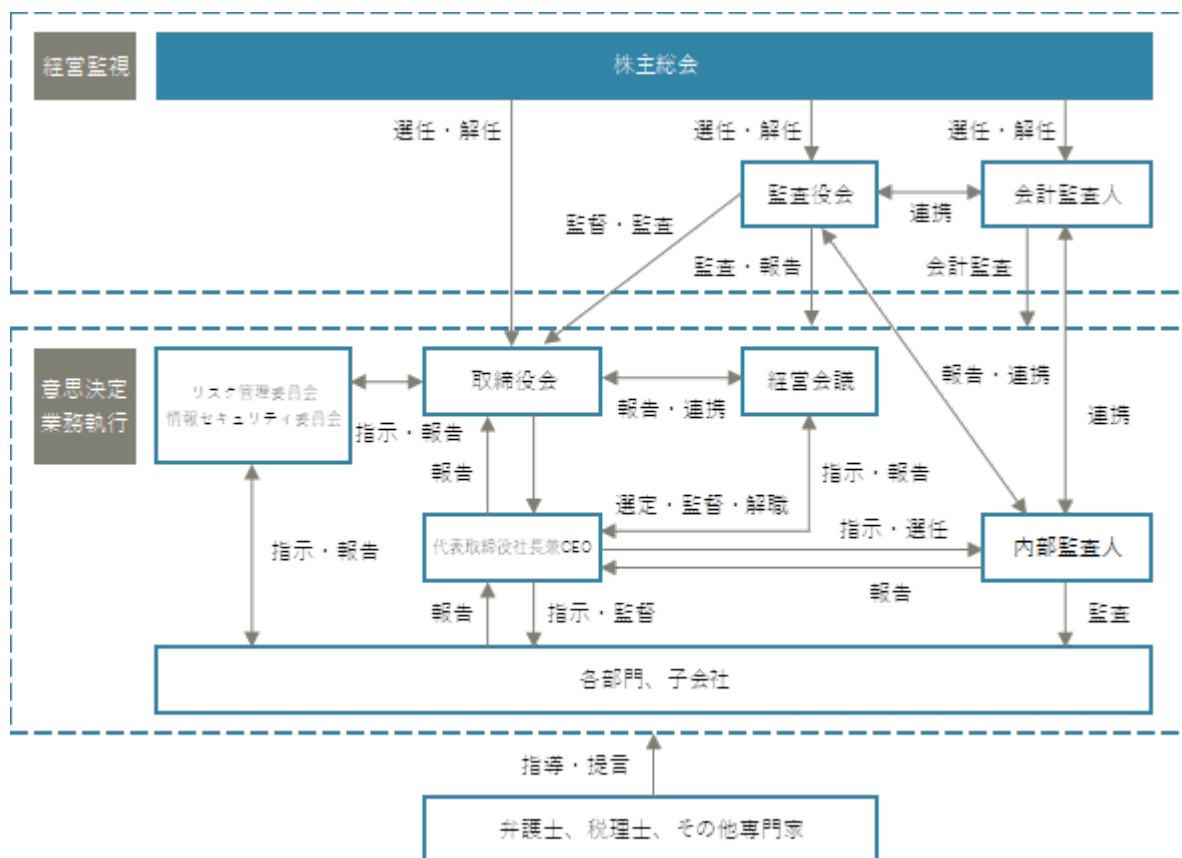 経営監視
株主総会
選任・解任
選任・解任
選任・解任
監査役会
会計監査人
連携
監督・監査
監査・報告
会計監査
意思決定
業務執行
リスク管理委員会
情報セキュリティ委員会
取締役会
経営会議
報告・連携
報告・連携
連携
指示・報告
報告
指示・報告
選定・監督・解職
指示・選任
代表取締役社長兼CEO
内部監査人
指示・報告
報告
報告
指示・監督
監査
各部門、子会社
指導・提言
弁護士、税理士、その他専門家